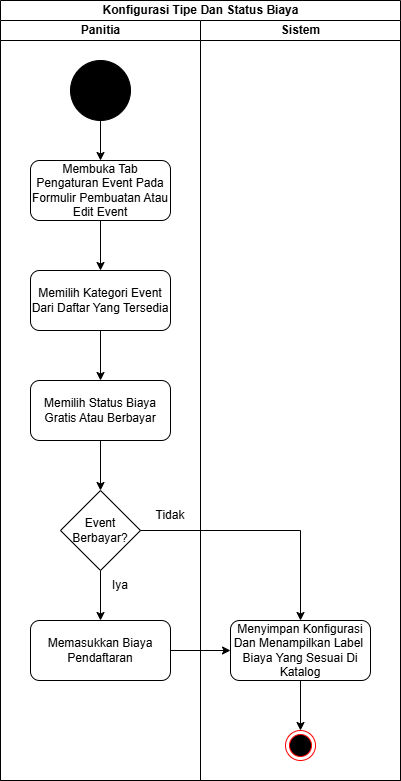 Konfigurasi Tipe Dan Status Biaya
Panitia
Sistem
Membuka Tab
Pengaturan Event Pada
Formulir Pembuatan Atau
Edit Event
Memilih Kategori Event
Dari Daftar Yang Tersedia
Memilih Status Biaya
Gratis Atau Berbayar
Event
Berbayar?
Tidak
Iya
Memasukkan Biaya
Pendaftaran
Menyimpan Konfigurasi
Dan Menampilkan Label
Biaya Yang Sesuai Di
Katalog